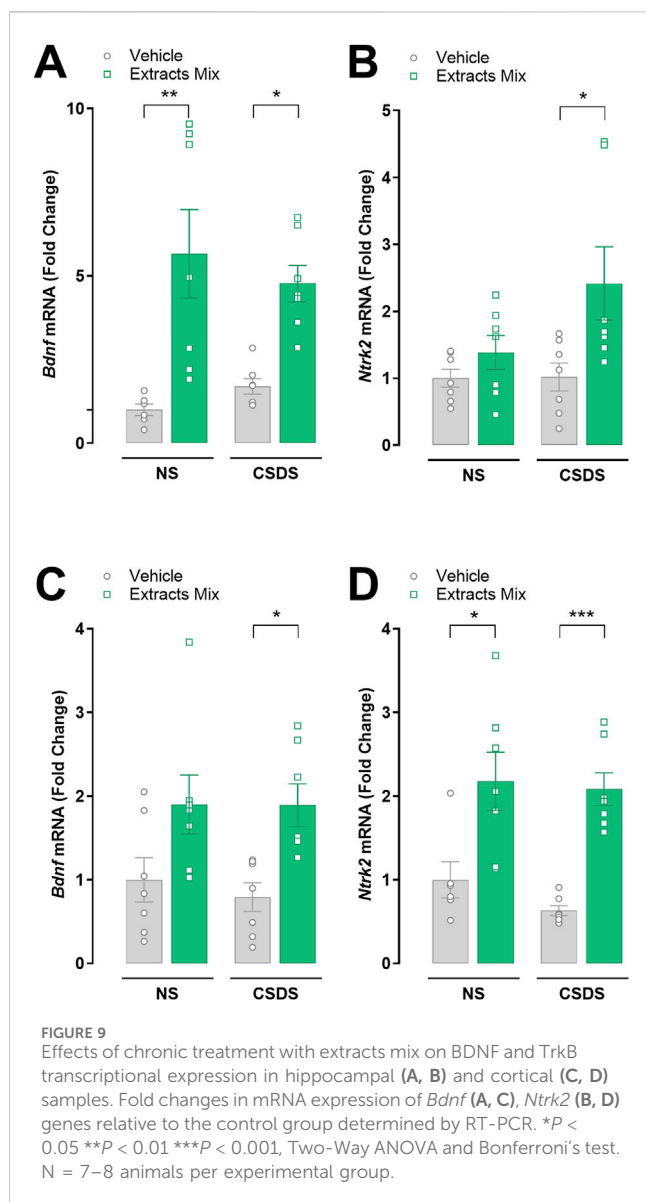 A
Vehicle
Extracts Mix
**
*
10
5
0
Bdnf mRNA (Fold Change)
NS
CSDS
B
Vehicle
Extracts Mix
*
5
4
3
2
1
0
Ntrk2 mRNA (Fold Change)
NS
CSDS
C
Vehicle
Extracts Mix
*
4
3
2
1
0
Bdnf mRNA (Fold Change)
NS
CSDS
D
Vehicle
Extracts Mix
*
***
4
3
2
1
0
Ntrk2 mRNA (Fold Change)
NS
CSDS
FIGURE 9
Effects of chronic treatment with extracts mix on BDNF and TrkB
transcriptional expression in hippocampal (A, B) and cortical (C, D)
samples. Fold changes in mRNA expression of Bdnf (A, C), Ntrk2 (B, D)
genes relative to the control group determined by RT-PCR. *P <
0.05 **P < 0.01 ***P < 0.001, Two-Way ANOVA and Bonferroni's test.
N = 7–8 animals per experimental group.